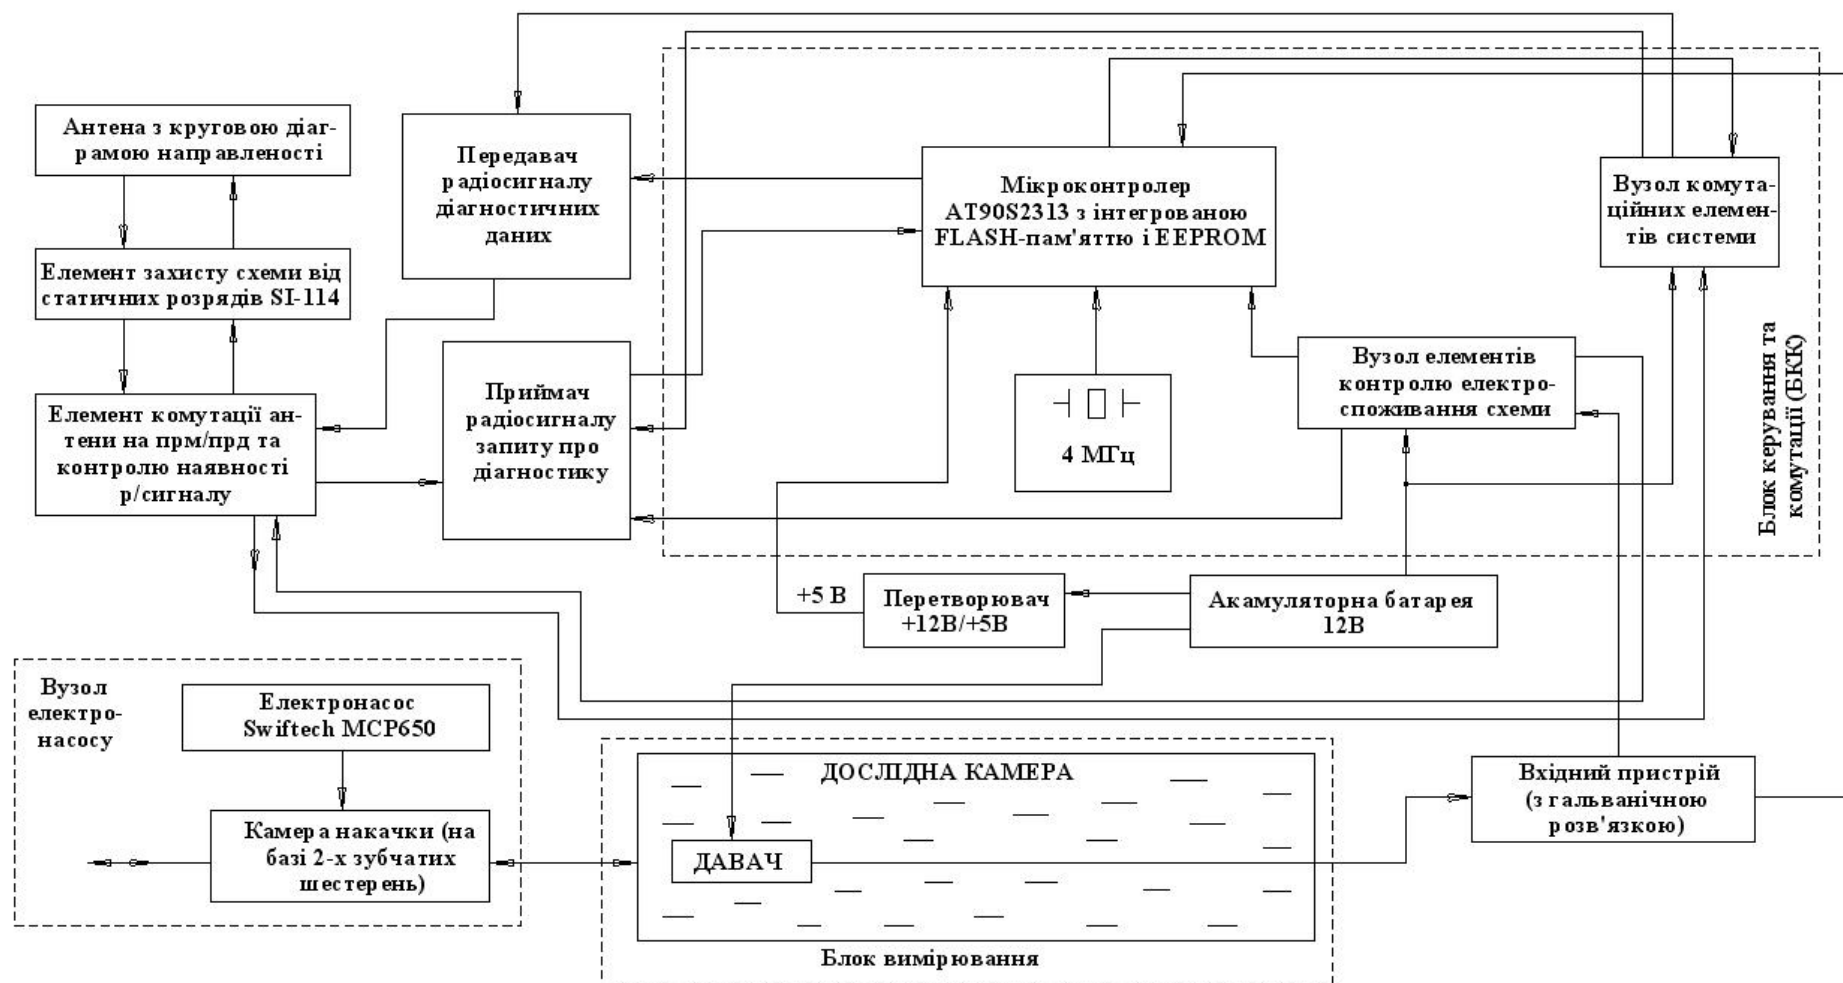 Антена з круговою діаг-
рамою направленості
Елемент захисту схеми від
статичних розрядів SI-114
Елемент комутації ан-
тени на прм/прд та
контролю наявності
р/сигналу
Передавач
радіосигналу
діагностичних
даних
Приймач
радіосигналу
запиту про
діагностику
Мікроконтролер
AT90S2313 з інтегрованою
FLASH-пам'яттю і EEPROM
4 МГц
Вузол елементів
контролю електро-
споживання схеми
Вузол комута-
ційних елемен-
тів системи
Блок керування та
комутації (БКК)
+5 В
Перетворювач
+12В/+5В
Акамуляторна батарея
12В
Вузол
електро-
насосу
Електронасос
Swiftech MCP650
Камера накачки (на
базі 2-х зубчатих
шестерень)
ДОСЛІДНА КАМЕРА
ДАВАЧ
Блок вимірювання
Вхідний пристрій
(з гальванічною
розв'язкою)